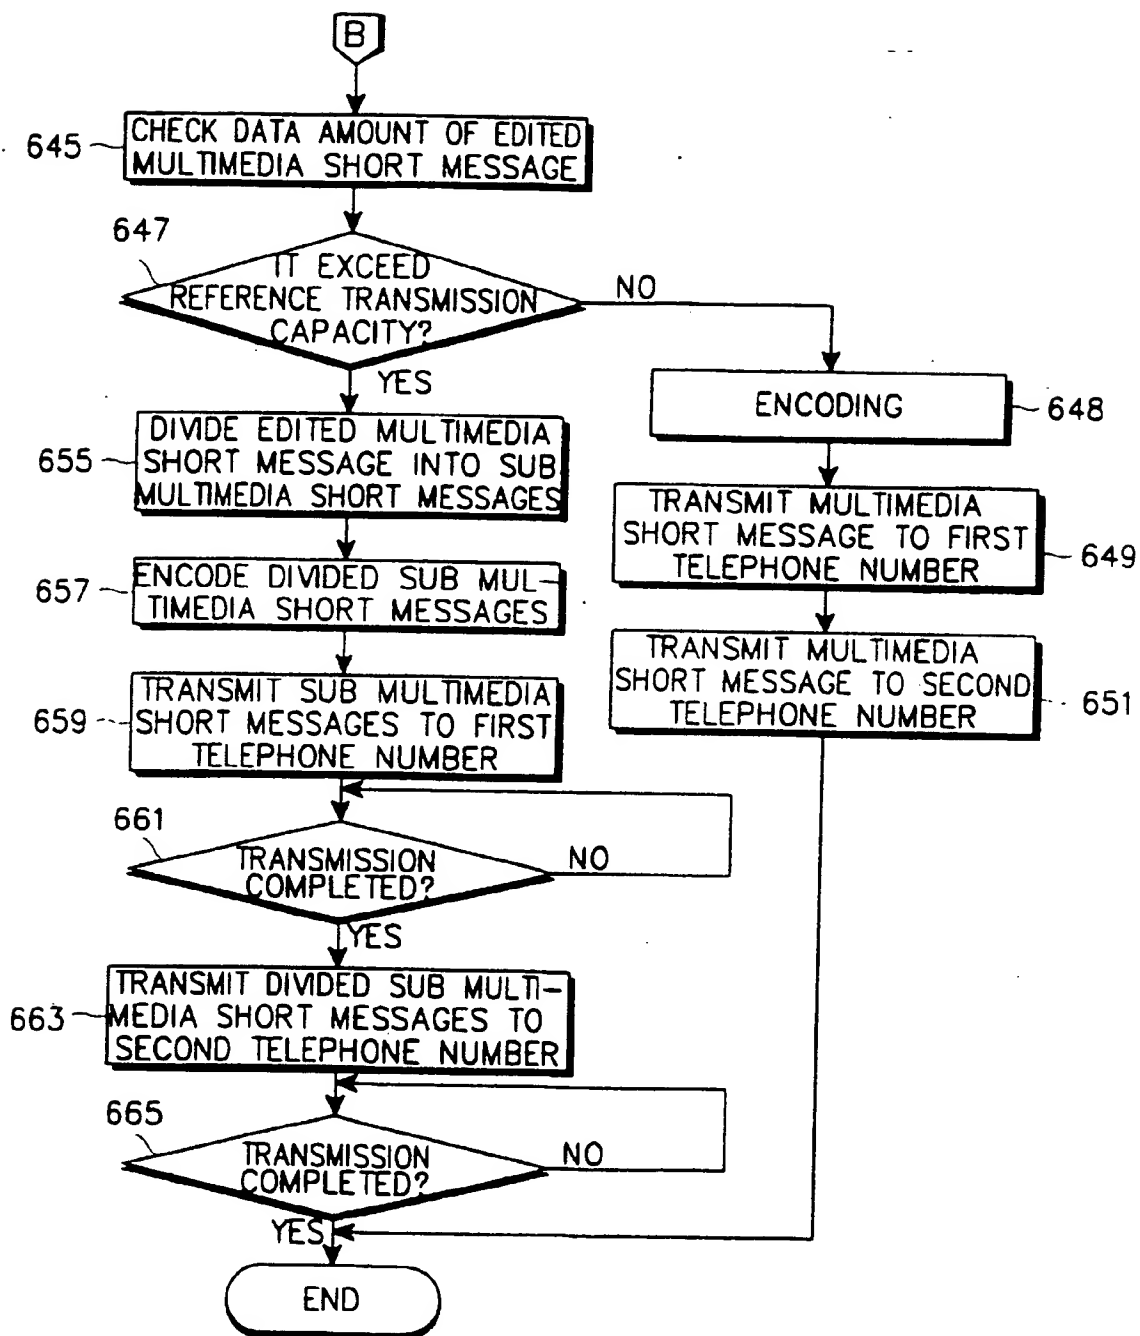 B
645
CHECK DATA AMOUNT OF EDITED
MULTIMEDIA SHORT MESSAGE
647
IT EXCEED
REFERENCE TRANSMISSION
CAPACITY?
NO
YES
ENCODING
648
655
DIVIDE EDITED MULTIMEDIA
SHORT MESSAGE INTO SUB
MULTIMEDIA SHORT MESSAGES
TRANSMIT MULTIMEDIA
SHORT MESSAGE TO FIRST
TELEPHONE NUMBER
649
657
ENCODE DIVIDED SUB MUL-
TIMEDIA SHORT MESSAGES
TRANSMIT MULTIMEDIA
SHORT MESSAGE TO SECOND
TELEPHONE NUMBER
651
659
TRANSMIT SUB MULTIMEDIA
SHORT MESSAGES TO FIRST
TELEPHONE NUMBER
661
TRANSMISSION
COMPLETED?
NO
YES
663
TRANSMIT DIVIDED SUB MULTI-
MEDIA SHORT MESSAGES TO
SECOND TELEPHONE NUMBER
665
TRANSMISSION
COMPLETED?
NO
YES
END